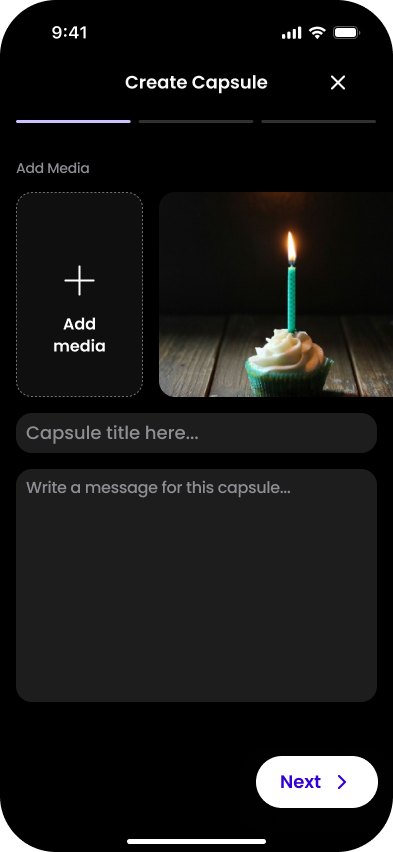 9:41
Create Capsule
Add Media
Add
media
Capsule title here...
Write a message for this capsule...
Next